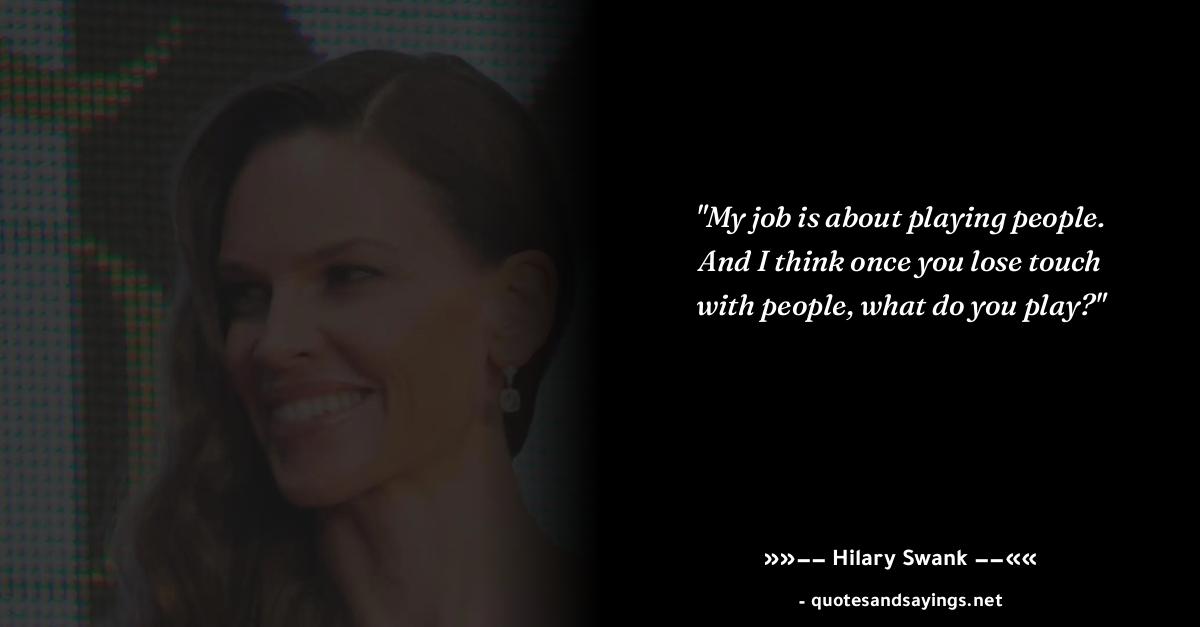 "My job is about playing people.
And I think once you lose touch
with people, what do you play?"
»»–– Hilary Swank ––««
- quotesandsayings.net